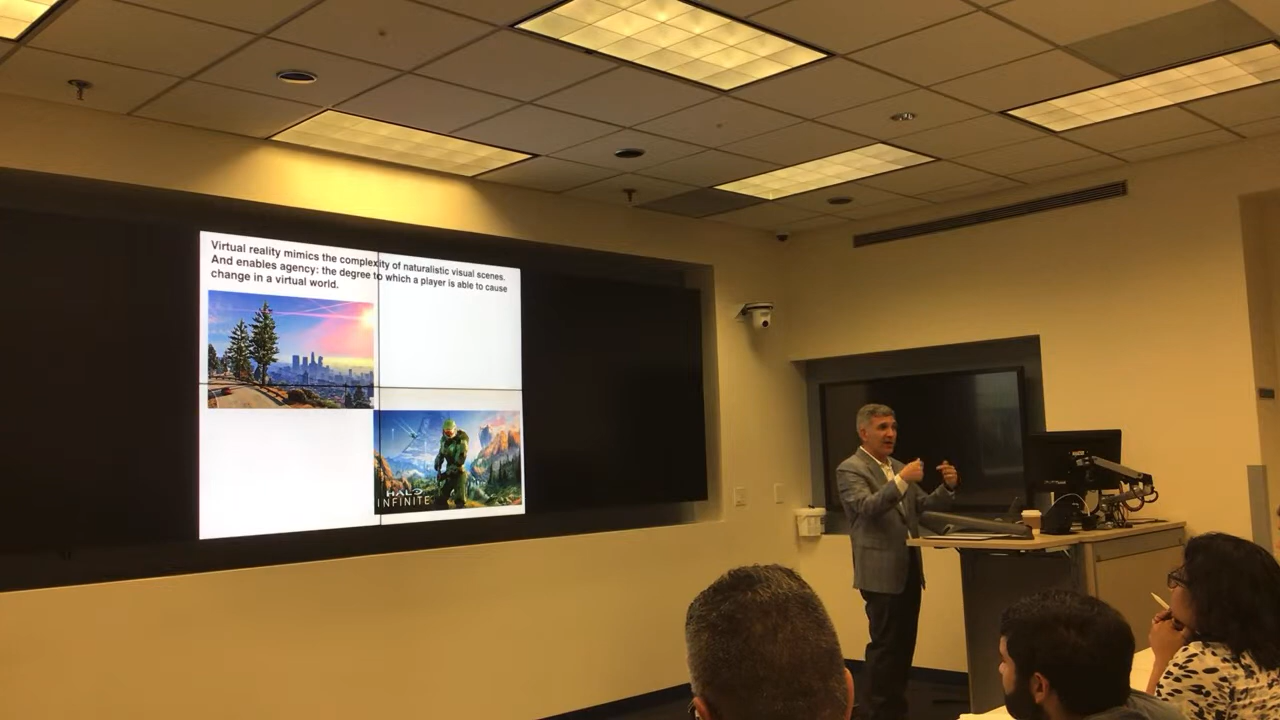 Virtual reality mimics the complexity of naturalistic visual scenes.
And enables agency: the degree to which a player is able to cause
change in a virtual world.
HALO
INFINITE